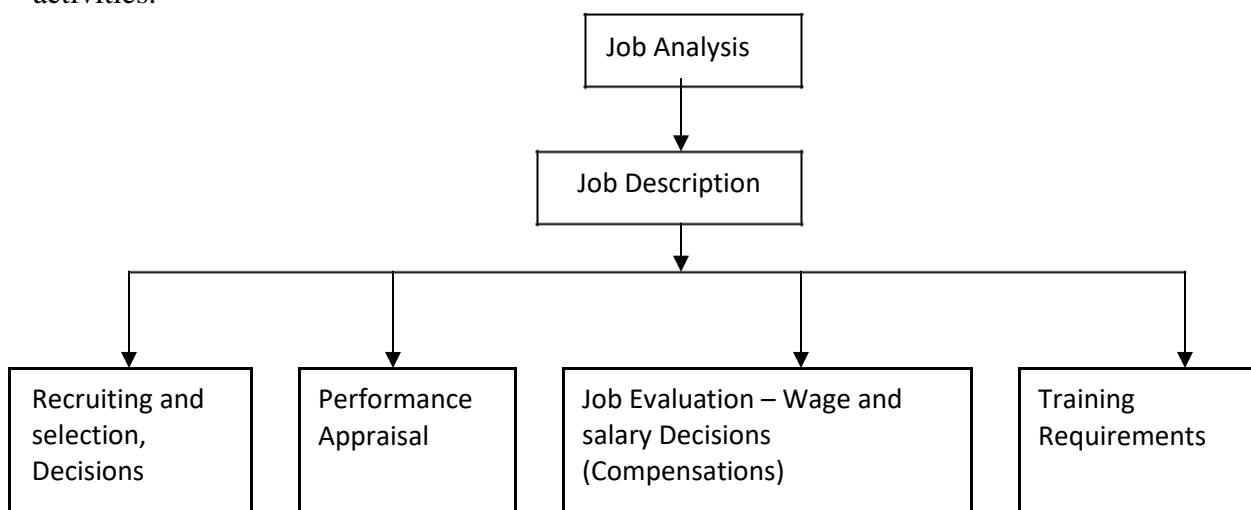 activities.
Job Analysis
Job Description
Recruiting and
selection,
Decisions
Performance
Appraisal
Job Evaluation – Wage and
salary Decisions
(Compensations)
Training
Requirements